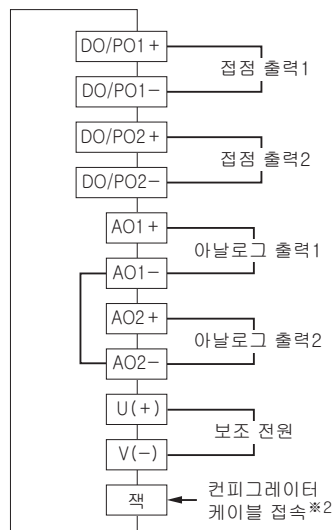 DO/PO1+
접점 출력1
DO/PO1−
DO/PO2+
접점 출력2
DO/PO2−
AO1+
아날로그 출력1
AO1−
AO2+
아날로그 출력2
AO2−
U(+)
보조 전원
V(−)
잭
컨피그레이터
케이블 접속※2